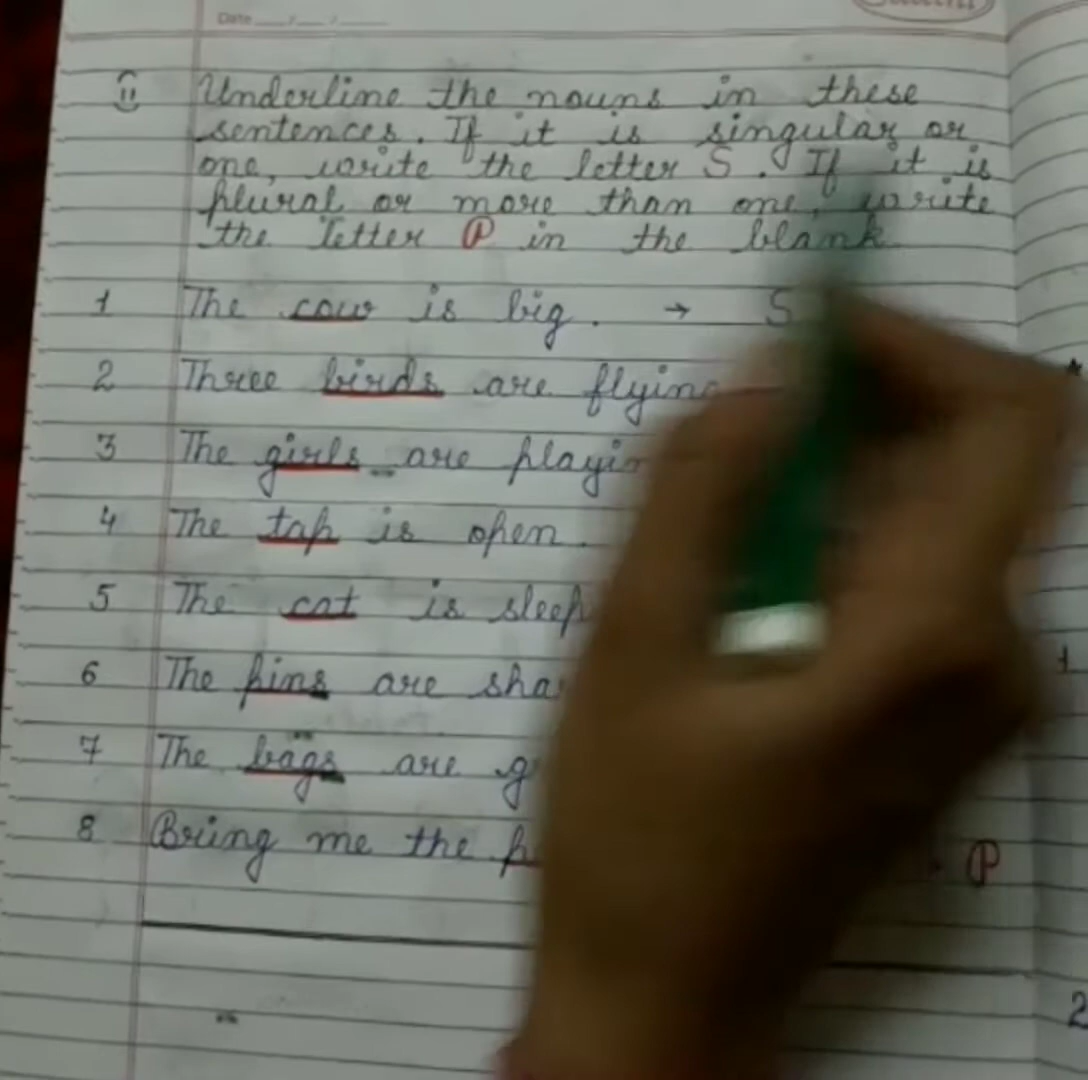 Date
Underline the nouns in these
sentences. If it is singular or
one, write the letter S. If it is
plural or more than one, write
the letter P in the blank
1 The cow is big. → S
2 Three birds are flying
3 The girls are
4 The tap is open.
5 The cat is
6 The pins are
7 The bags are
8 Bring me the P
1
2